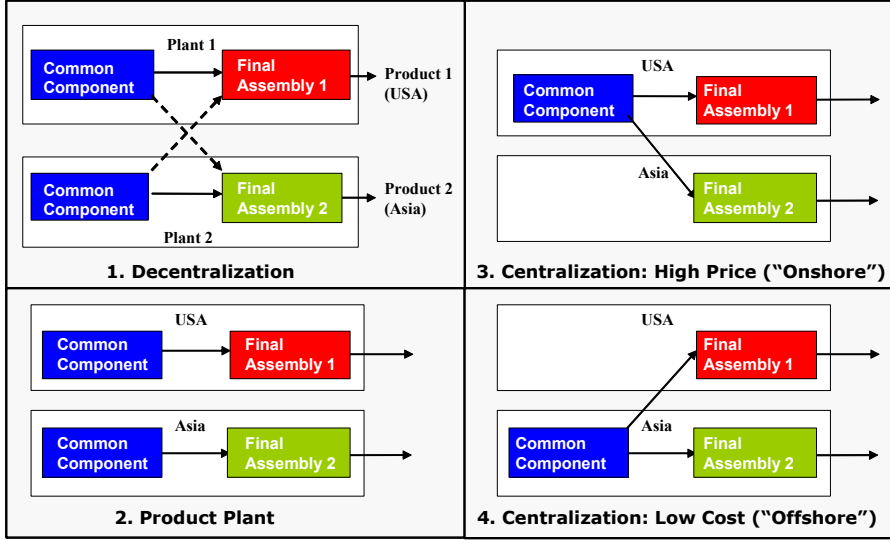 Plant 1
Common
Component
Final
Assembly 1
Product 1
(USA)
Common
Component
Final
Assembly 2
Product 2
(Asia)
Plant 2
1. Decentralization
USA
Common
Component
Final
Assembly 1
Asia
Final
Assembly 2
3. Centralization: High Price (“Onshore”)
USA
Common
Component
Final
Assembly 1
Asia
Common
Component
Final
Assembly 2
2. Product Plant
USA
Final
Assembly 1
Asia
Common
Component
Final
Assembly 2
4. Centralization: Low Cost (“Offshore”)